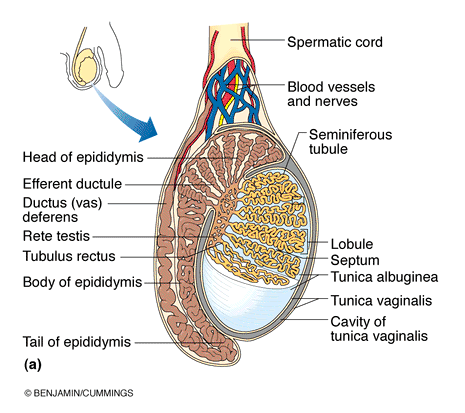 Spermatic cord
Blood vessels
and nerves
Seminiferous
tubule
Head of epididymis
Efferent ductule
Ductus (vas)
deferens
Rete testis
Tubulus rectus
Body of epididymis
Tail of epididymis
Lobule
Septum
Tunica albuginea
Tunica vaginalis
Cavity of
tunica vaginalis
(a)
© BENJAMIN/CUMMINGS